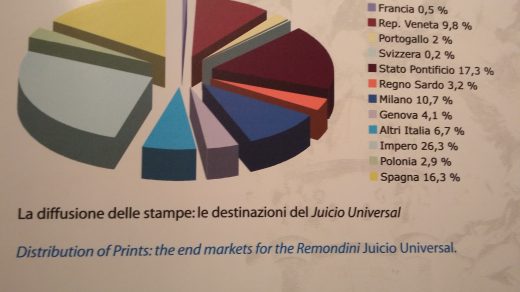 Francia 0,5 %
Rep. Veneta 9,8 %
Portogallo 2 %
Svizzera 0,2 %
Stato Pontificio 17,3 %
Regno Sardo 3,2 %
Milano 10,7 %
Genova 4,1 %
Altri Italia 6,7 %
Impero 26,3 %
Polonia 2,9 %
Spagna 16,3 %
La diffusione delle stampe: le destinazioni del Juicio Universal
Distribution of Prints: the end markets for the Remondini Juicio Universal.